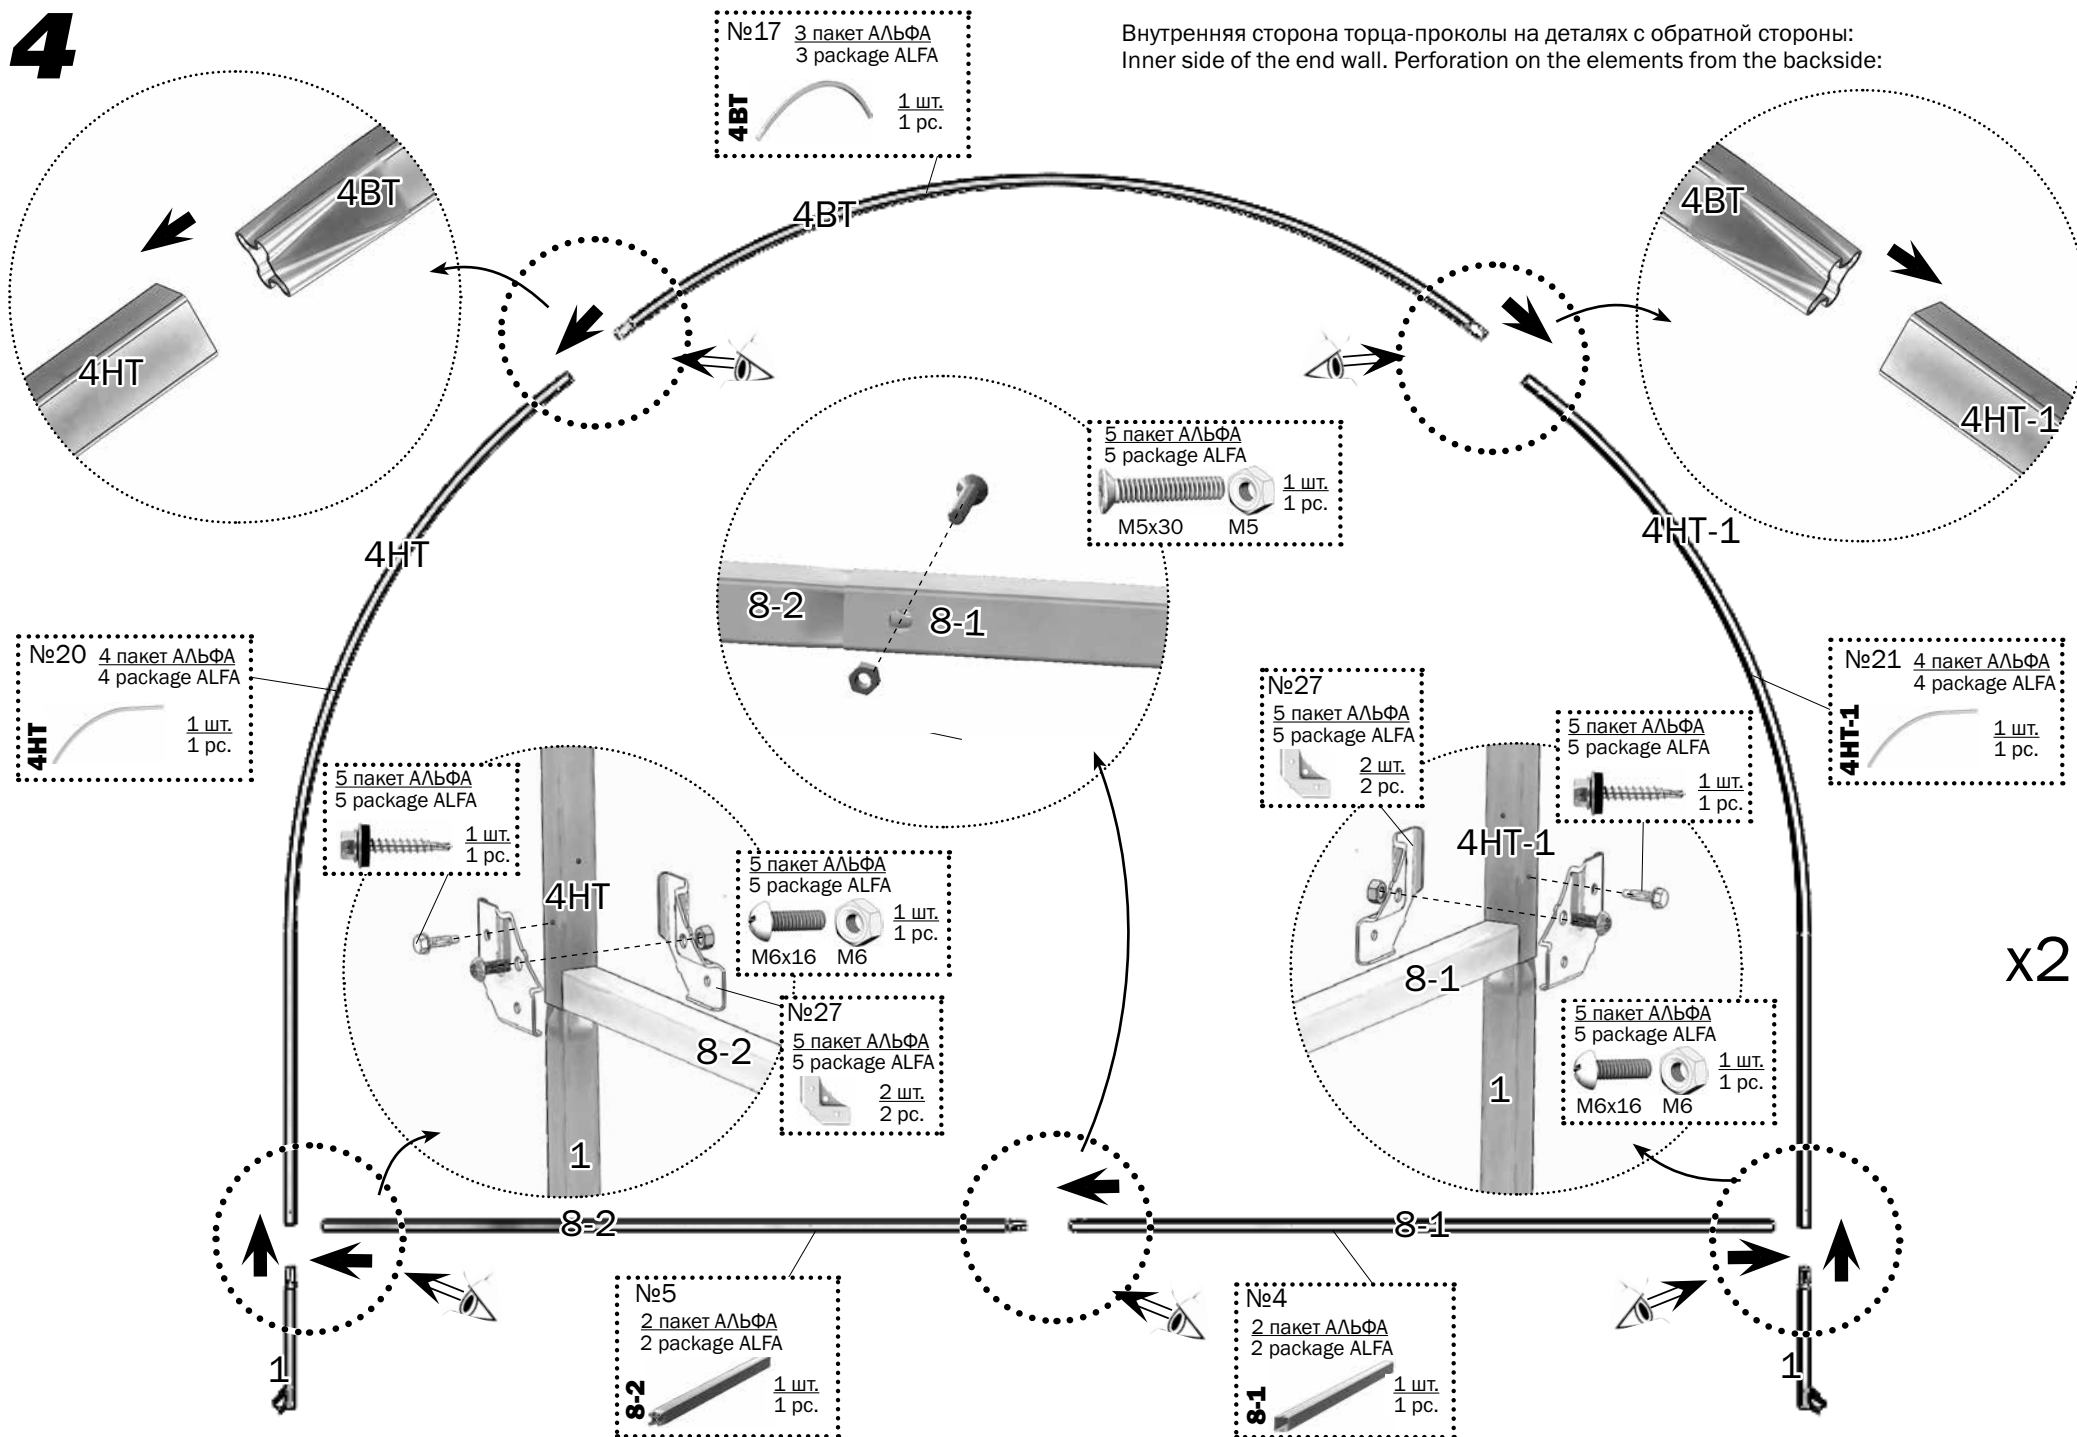 4
№17 3 пакет АЛЬФА
3 package ALFA
4ВТ
1 шт.
1 pc.
Внутренняя сторона торца-проколы на деталях с обратной стороны:
Inner side of the end wall. Perforation on the elements from the backside:
4ВТ
4НТ
4ВТ
4ВТ
4НТ-1
5 пакет АЛЬФА
5 package ALFA
1 шт.
1 pc.
M5x30 M5
4НТ
4НТ-1
8-2
8-1
№20 4 пакет АЛЬФА
4 package ALFA
4НТ
1 шт.
1 pc.
№21 4 пакет АЛЬФА
4 package ALFA
4НТ-1
1 шт.
1 pc.
5 пакет АЛЬФА
5 package ALFA
1 шт.
1 pc.
4НТ
5 пакет АЛЬФА
5 package ALFA
1 шт.
1 pc.
M6x16 M6
№27
5 пакет АЛЬФА
5 package ALFA
2 шт.
2 pc.
8-2
1
№27
5 пакет АЛЬФА
5 package ALFA
2 шт.
2 pc.
5 пакет АЛЬФА
5 package ALFA
1 шт.
1 pc.
4НТ-1
8-1
5 пакет АЛЬФА
5 package ALFA
1 шт.
1 pc.
M6x16 M6
1
x2
8-2
8-1
№5
2 пакет АЛЬФА
2 package ALFA
8-2
1 шт.
1 pc.
№4
2 пакет АЛЬФА
2 package ALFA
8-1
1 шт.
1 pc.
1
1